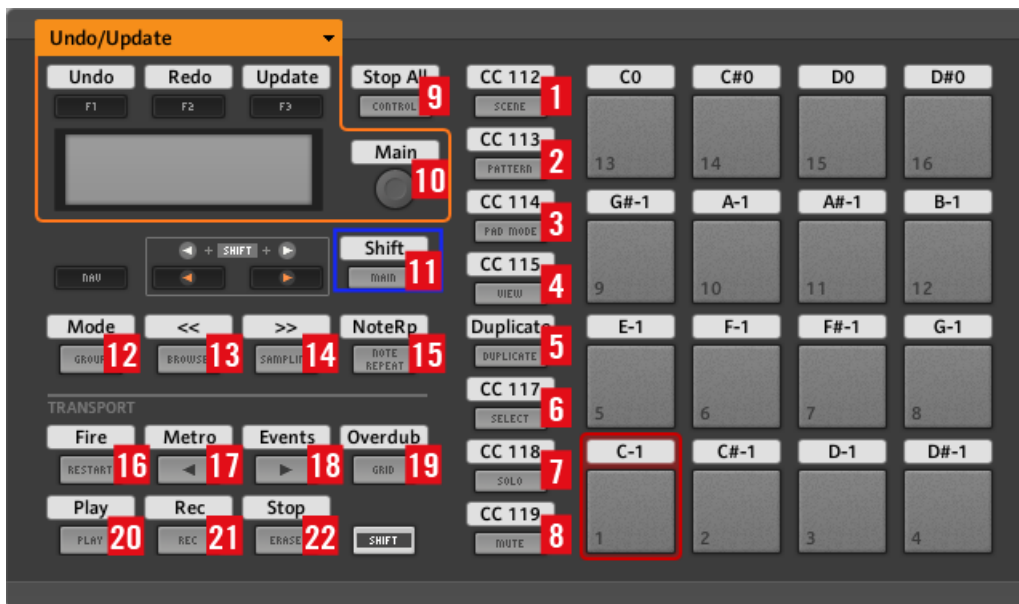 Undo/Update
Undo Redo Update Stop All CC 112 C0 C#0 D0 D#0
F1 F2 F3 CONTROL 9 SCENE 1
CC 113
Main PATTERN 2 13 14 15 16
10
CC 114 G#-1 A-1 A#-1 B-1
PAD MODE 3
+ SHIFT + Shift CC 115
NAV MAIN 11 VIEW 4 9 10 11 12
Mode << >> NoteRp Duplicate E-1 F-1 F#-1 G-1
GROUP 12 BROWSE 13 SAMPLING 14 NOTE REPEAT 15 DUPLICATE 5
CC 117
TRANSPORT SELECT 6 5 6 7 8
Fire Metro Events Overdub CC 118 C-1 C#-1 D-1 D#-1
RESTART 16 17 18 GRID 19 SOLO 7
Play Rec Stop CC 119
PLAY 20 REC 21 ERASE 22 SHIFT MUTE 8 1 2 3 4